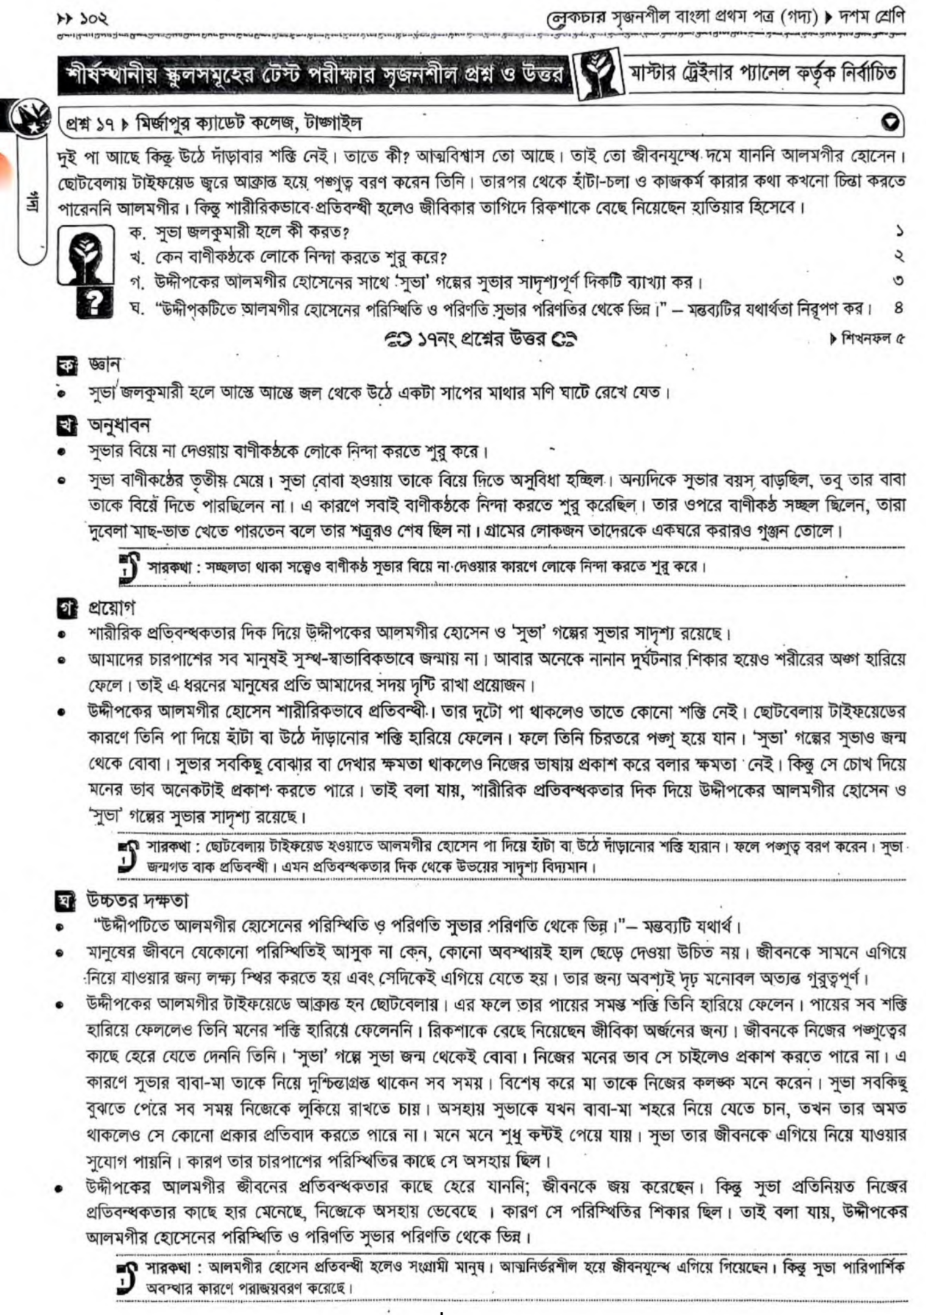 ▸▸ ১০২
লেকচার সৃজনশীল বাংলা প্রথম পত্র (গদ্য) ▸ দশম শ্রেণি
শীর্ষস্থানীয় স্কুলসমূহের টেস্ট পরীক্ষার সৃজনশীল প্রশ্ন ও উত্তর
মাস্টার ট্রেইনার প্যানেল কর্তৃক নির্বাচিত
প্রশ্ন ১৭ ▸ মির্জাপুর ক্যাডেট কলেজ, টাঙ্গাইল
গদ্য
দুই পা আছে কিন্তু উঠে দাঁড়াবার শক্তি নেই। তাতে কী? আত্মবিশ্বাস তো আছে। তাই তো জীবনযুদ্ধে দমে যাননি আলমগীর হোসেন।
ছোটবেলায় টাইফয়েড জ্বরে আক্রান্ত হয়ে পঙ্গুত্ব বরণ করেন তিনি। তারপর থেকে হাঁটা-চলা ও কাজকর্ম কারার কথা কখনো চিন্তা করতে
পারেননি আলমগীর। কিন্তু শারীরিকভাবে প্রতিবন্ধী হলেও জীবিকার তাগিদে রিকশাকে বেছে নিয়েছেন হাতিয়ার হিসেবে।
ক. সুভা জলকুমারী হলে কী করত? ১
খ. কেন বাণীকণ্ঠকে লোকে নিন্দা করতে শুরু করে? ২
গ. উদ্দীপকের আলমগীর হোসেনের সাথে 'সুভা' গল্পের সুভার সাদৃশ্যপূর্ণ দিকটি ব্যাখ্যা কর। ৩
ঘ. "উদ্দীপকটিতে আলমগীর হোসেনের পরিস্থিতি ও পরিণতি সুভার পরিণতির থেকে ভিন্ন।" – মন্তব্যটির যথার্থতা নিরূপণ কর। ৪
১৭নং প্রশ্নের উত্তর
▸ শিখনফল ৫
ক জ্ঞান
● সুভা জলকুমারী হলে আস্তে আস্তে জল থেকে উঠে একটা সাপের মাথার মণি ঘাটে রেখে যেত।
খ অনুধাবন
● সুভার বিয়ে না দেওয়ায় বাণীকণ্ঠকে লোকে নিন্দা করতে শুরু করে।
● সুভা বাণীকণ্ঠের তৃতীয় মেয়ে। সুভা বোবা হওয়ায় তাকে বিয়ে দিতে অসুবিধা হচ্ছিল। অন্যদিকে সুভার বয়স বাড়ছিল, তবু তার বাবা
তাকে বিয়ে দিতে পারছিলেন না। এ কারণে সবাই বাণীকণ্ঠকে নিন্দা করতে শুরু করেছিল। তার ওপরে বাণীকণ্ঠ সচ্ছল ছিলেন, তারা
দুবেলা মাছ-ভাত খেতে পারতেন বলে তার শত্রুরও শেষ ছিল না। গ্রামের লোকজন তাদেরকে একঘরে করারও গুঞ্জন তোলে।
সারকথা : সচ্ছলতা থাকা সত্ত্বেও বাণীকণ্ঠ সুভার বিয়ে না দেওয়ার কারণে লোকে নিন্দা করতে শুরু করে।
গ প্রয়োগ
● শারীরিক প্রতিবন্ধকতার দিক দিয়ে উদ্দীপকের আলমগীর হোসেন ও 'সুভা' গল্পের সুভার সাদৃশ্য রয়েছে।
● আমাদের চারপাশের সব মানুষই সুস্থ-স্বাভাবিকভাবে জন্মায় না। আবার অনেকে নানান দুর্ঘটনার শিকার হয়েও শরীরের অঙ্গ হারিয়ে
ফেলে। তাই এ ধরনের মানুষের প্রতি আমাদের সদয় দৃষ্টি রাখা প্রয়োজন।
● উদ্দীপকের আলমগীর হোসেন শারীরিকভাবে প্রতিবন্ধী। তার দুটো পা থাকলেও তাতে কোনো শক্তি নেই। ছোটবেলায় টাইফয়েডের
কারণে তিনি পা দিয়ে হাঁটা বা উঠে দাঁড়ানোর শক্তি হারিয়ে ফেলেন। ফলে তিনি চিরতরে পঙ্গু হয়ে যান। 'সুভা' গল্পের সুভাও জন্ম
থেকে বোবা। সুভার সবকিছু বোঝার বা দেখার ক্ষমতা থাকলেও নিজের ভাষায় প্রকাশ করে বলার ক্ষমতা নেই। কিন্তু সে চোখ দিয়ে
মনের ভাব অনেকটাই প্রকাশ করতে পারে। তাই বলা যায়, শারীরিক প্রতিবন্ধকতার দিক দিয়ে উদ্দীপকের আলমগীর হোসেন ও
'সুভা' গল্পের সুভার সাদৃশ্য রয়েছে।
সারকথা : ছোটবেলায় টাইফয়েড হওয়াতে আলমগীর হোসেন পা দিয়ে হাঁটা বা উঠে দাঁড়ানোর শক্তি হারান। ফলে পঙ্গুত্ব বরণ করেন। সুভা
জন্মগত বাক প্রতিবন্ধী। এমন প্রতিবন্ধকতার দিক থেকে উভয়ের সাদৃশ্য বিদ্যমান।
ঘ উচ্চতর দক্ষতা
● "উদ্দীপটিতে আলমগীর হোসেনের পরিস্থিতি ও পরিণতি সুভার পরিণতি থেকে ভিন্ন।"– মন্তব্যটি যথার্থ।
● মানুষের জীবনে যেকোনো পরিস্থিতিই আসুক না কেন, কোনো অবস্থায়ই হাল ছেড়ে দেওয়া উচিত নয়। জীবনকে সামনে এগিয়ে
নিয়ে যাওয়ার জন্য লক্ষ্য স্থির করতে হয় এবং সেদিকেই এগিয়ে যেতে হয়। তার জন্য অবশ্যই দৃঢ় মনোবল অত্যন্ত গুরুত্বপূর্ণ।
● উদ্দীপকের আলমগীর টাইফয়েডে আক্রান্ত হন ছোটবেলায়। এর ফলে তার পায়ের সমস্ত শক্তি তিনি হারিয়ে ফেলেন। পায়ের সব শক্তি
হারিয়ে ফেললেও তিনি মনের শক্তি হারিয়ে ফেলেননি। রিকশাকে বেছে নিয়েছেন জীবিকা অর্জনের জন্য। জীবনকে নিজের পঙ্গুত্বের
কাছে হেরে যেতে দেননি তিনি। 'সুভা' গল্পে সুভা জন্ম থেকেই বোবা। নিজের মনের ভাব সে চাইলেও প্রকাশ করতে পারে না। এ
কারণে সুভার বাবা-মা তাকে নিয়ে দুশ্চিন্তাগ্রস্ত থাকেন সব সময়। বিশেষ করে মা তাকে নিজের কলঙ্ক মনে করেন। সুভা সবকিছু
বুঝতে পেরে সব সময় নিজেকে লুকিয়ে রাখতে চায়। অসহায় সুভাকে যখন বাবা-মা শহরে নিয়ে যেতে চান, তখন তার অমত
থাকলেও সে কোনো প্রকার প্রতিবাদ করতে পারে না। মনে মনে শুধু কষ্টই পেয়ে যায়। সুভা তার জীবনকে এগিয়ে নিয়ে যাওয়ার
সুযোগ পায়নি। কারণ তার চারপাশের পরিস্থিতির কাছে সে অসহায় ছিল।
● উদ্দীপকের আলমগীর জীবনের প্রতিবন্ধকতার কাছে হেরে যাননি; জীবনকে জয় করেছেন। কিন্তু সুভা প্রতিনিয়ত নিজের
প্রতিবন্ধকতার কাছে হার মেনেছে, নিজেকে অসহায় ভেবেছে । কারণ সে পরিস্থিতির শিকার ছিল। তাই বলা যায়, উদ্দীপকের
আলমগীর হোসেনের পরিস্থিতি ও পরিণতি সুভার পরিণতি থেকে ভিন্ন।
সারকথা : আলমগীর হোসেন প্রতিবন্ধী হলেও সংগ্রামী মানুষ। আত্মনির্ভরশীল হয়ে জীবনযুদ্ধে এগিয়ে গিয়েছেন। কিন্তু সুভা পারিপার্শ্বিক
অবস্থার কারণে পরাজয়বরণ করেছে।